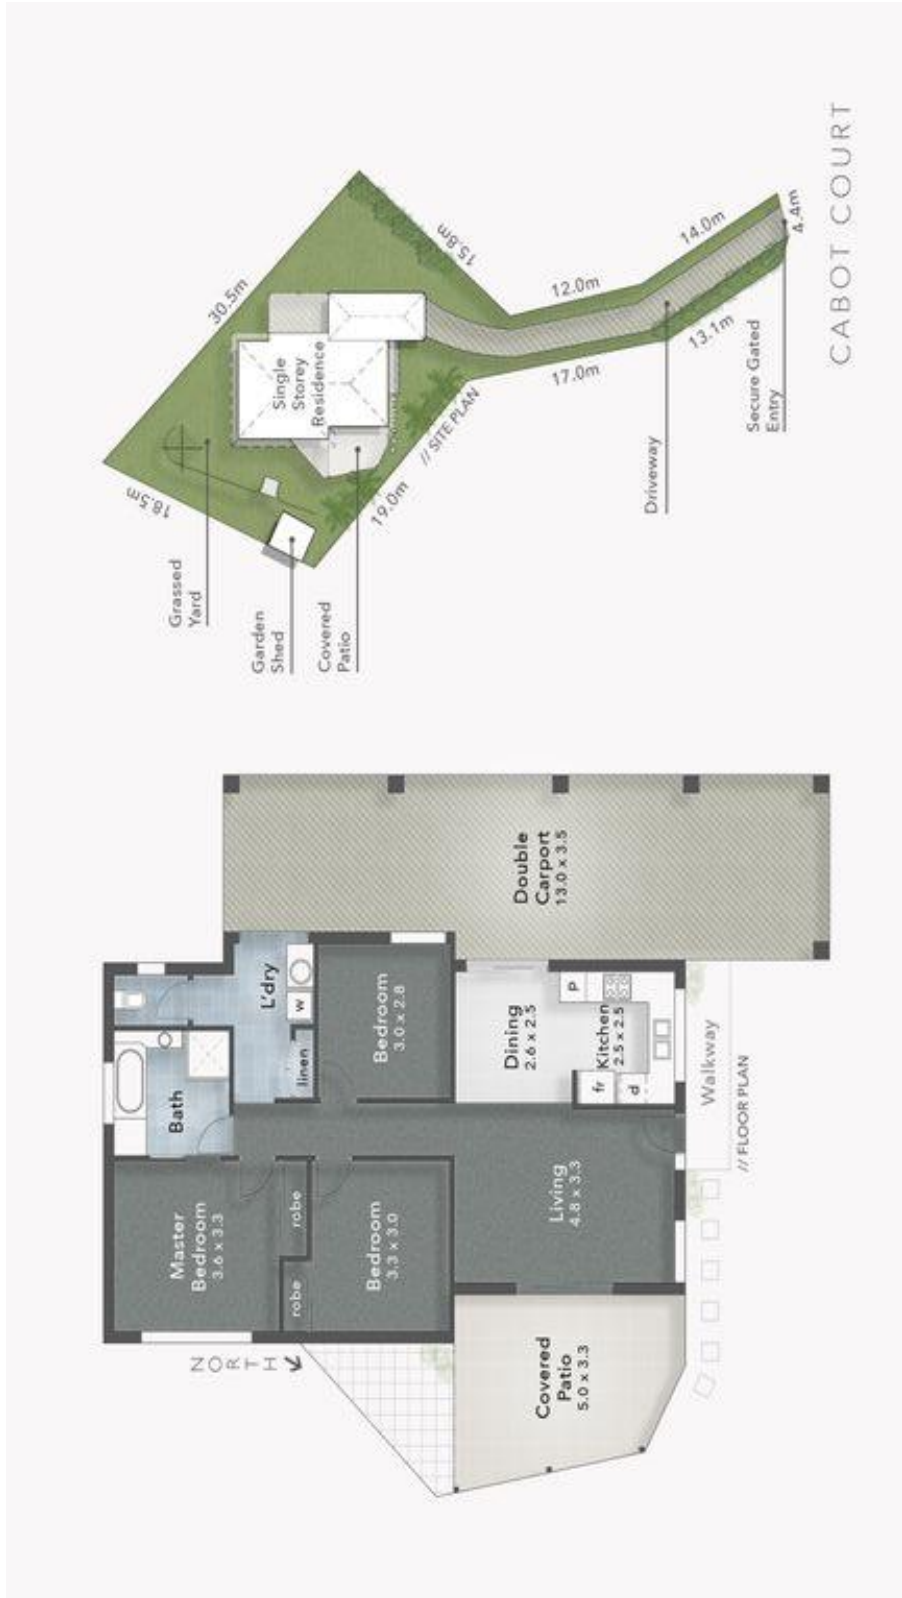 CABOT COURT
30.5m
15.8m
12.0m
14.0m
4.4m
13.1m
17.0m
19.0m
18.5m
Single
Storey
Residence
// SITE PLAN
Grassed
Yard
Garden
Shed
Covered
Patio
Driveway
Secure Gated
Entry
Double
Carport
13.0 x 3.5
L'dry
w
linen
Bath
Bedroom
3.0 x 2.8
Dining
2.6 x 2.5
P
Kitchen
2.5 x 2.5
fr
d
Walkway
// FLOOR PLAN
Master
Bedroom
3.6 x 3.3
robe
robe
Bedroom
3.3 x 3.0
Living
4.8 x 3.3
Covered
Patio
5.0 x 3.3
NORTH